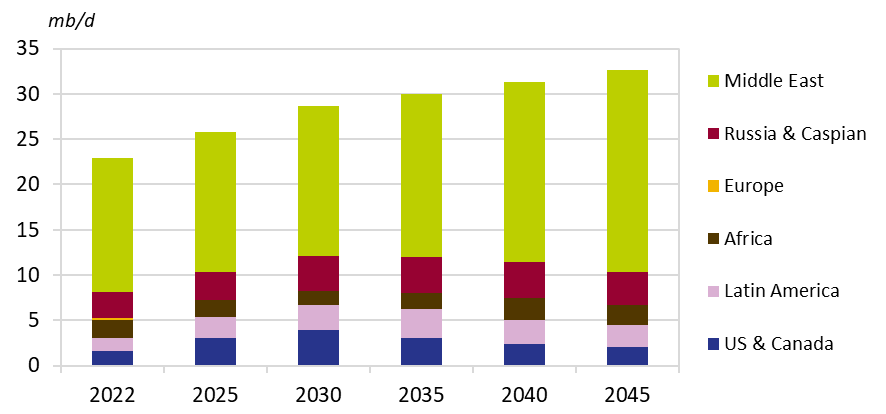 mb/d
35
30
25
20
15
10
5
0
2022 2025 2030 2035 2040 2045
Middle East
Russia & Caspian
Europe
Africa
Latin America
US & Canada